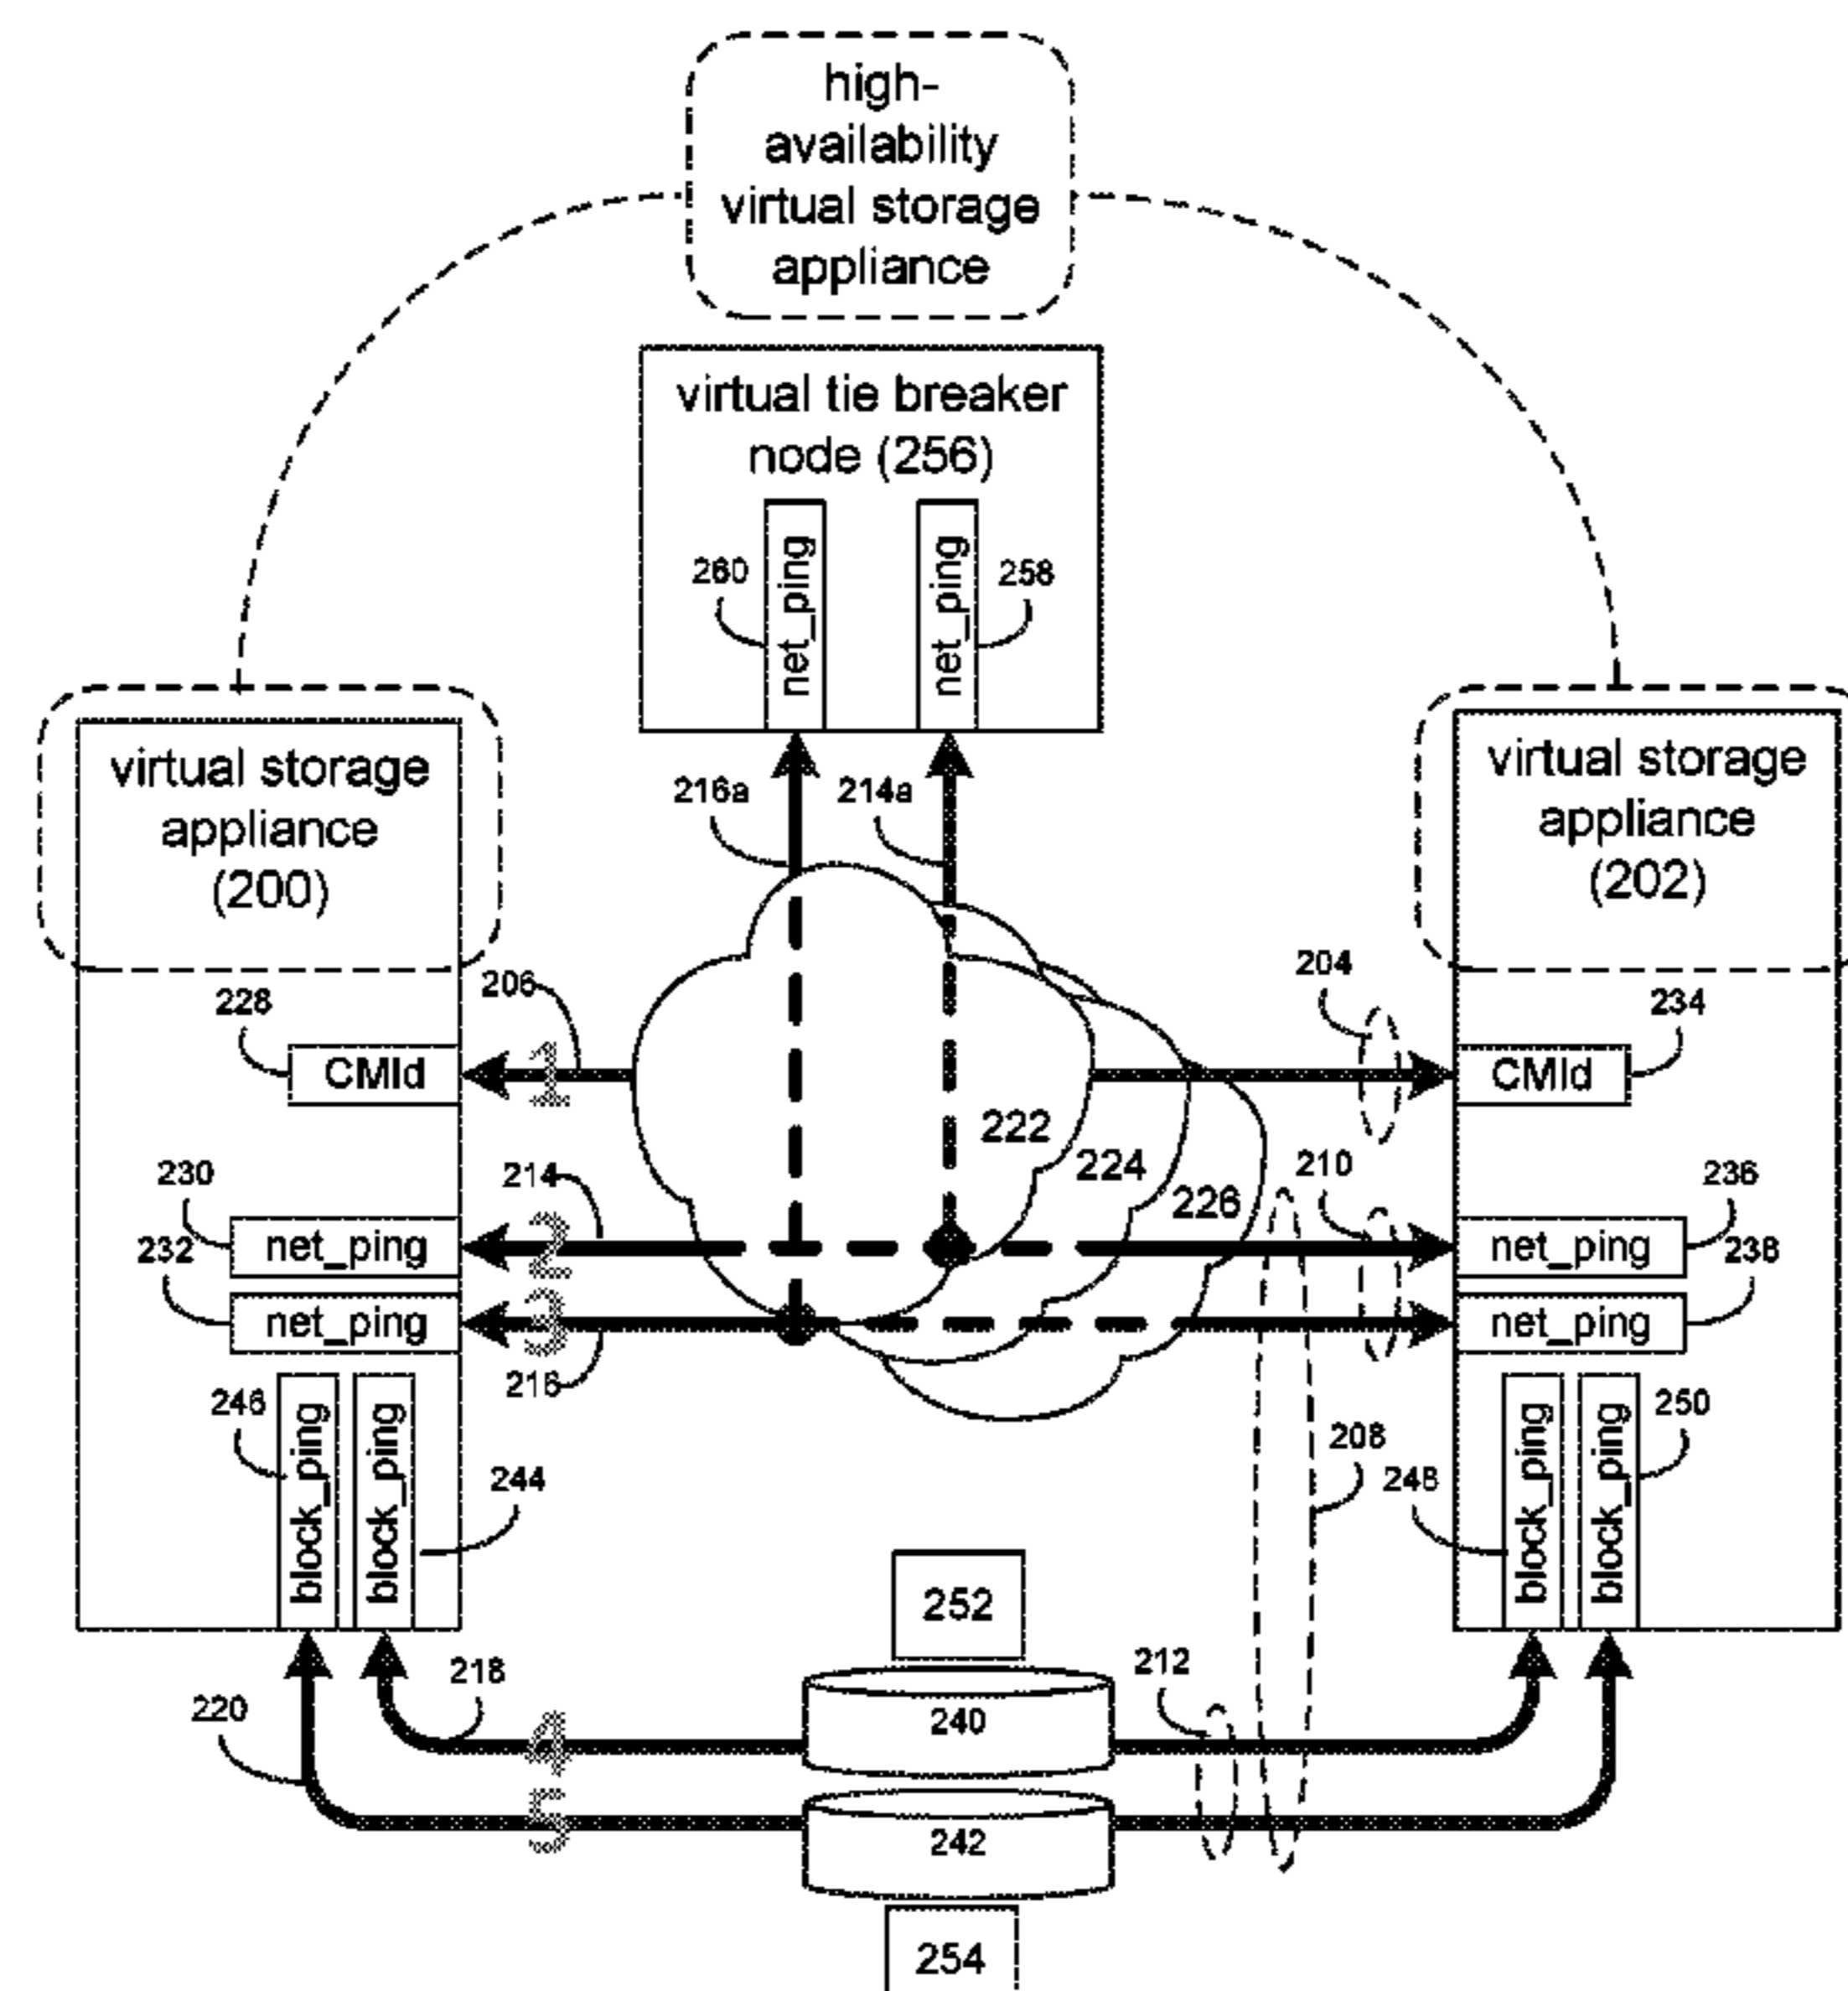 high-
availability
virtual storage
appliance
virtual tie breaker
node (256)
260
net_ping
net_ping
258
virtual storage
appliance
(200)
virtual storage
appliance
(202)
216a
214a
206
204
228
CMId
1
CMId
234
222
224
226
230
214
210
236
net_ping
2
net_ping
232
238
net_ping
3
net_ping
216
246
block_ping
block_ping
244
208
248
block_ping
block_ping
250
252
218
212
220
4
240
5
242
254